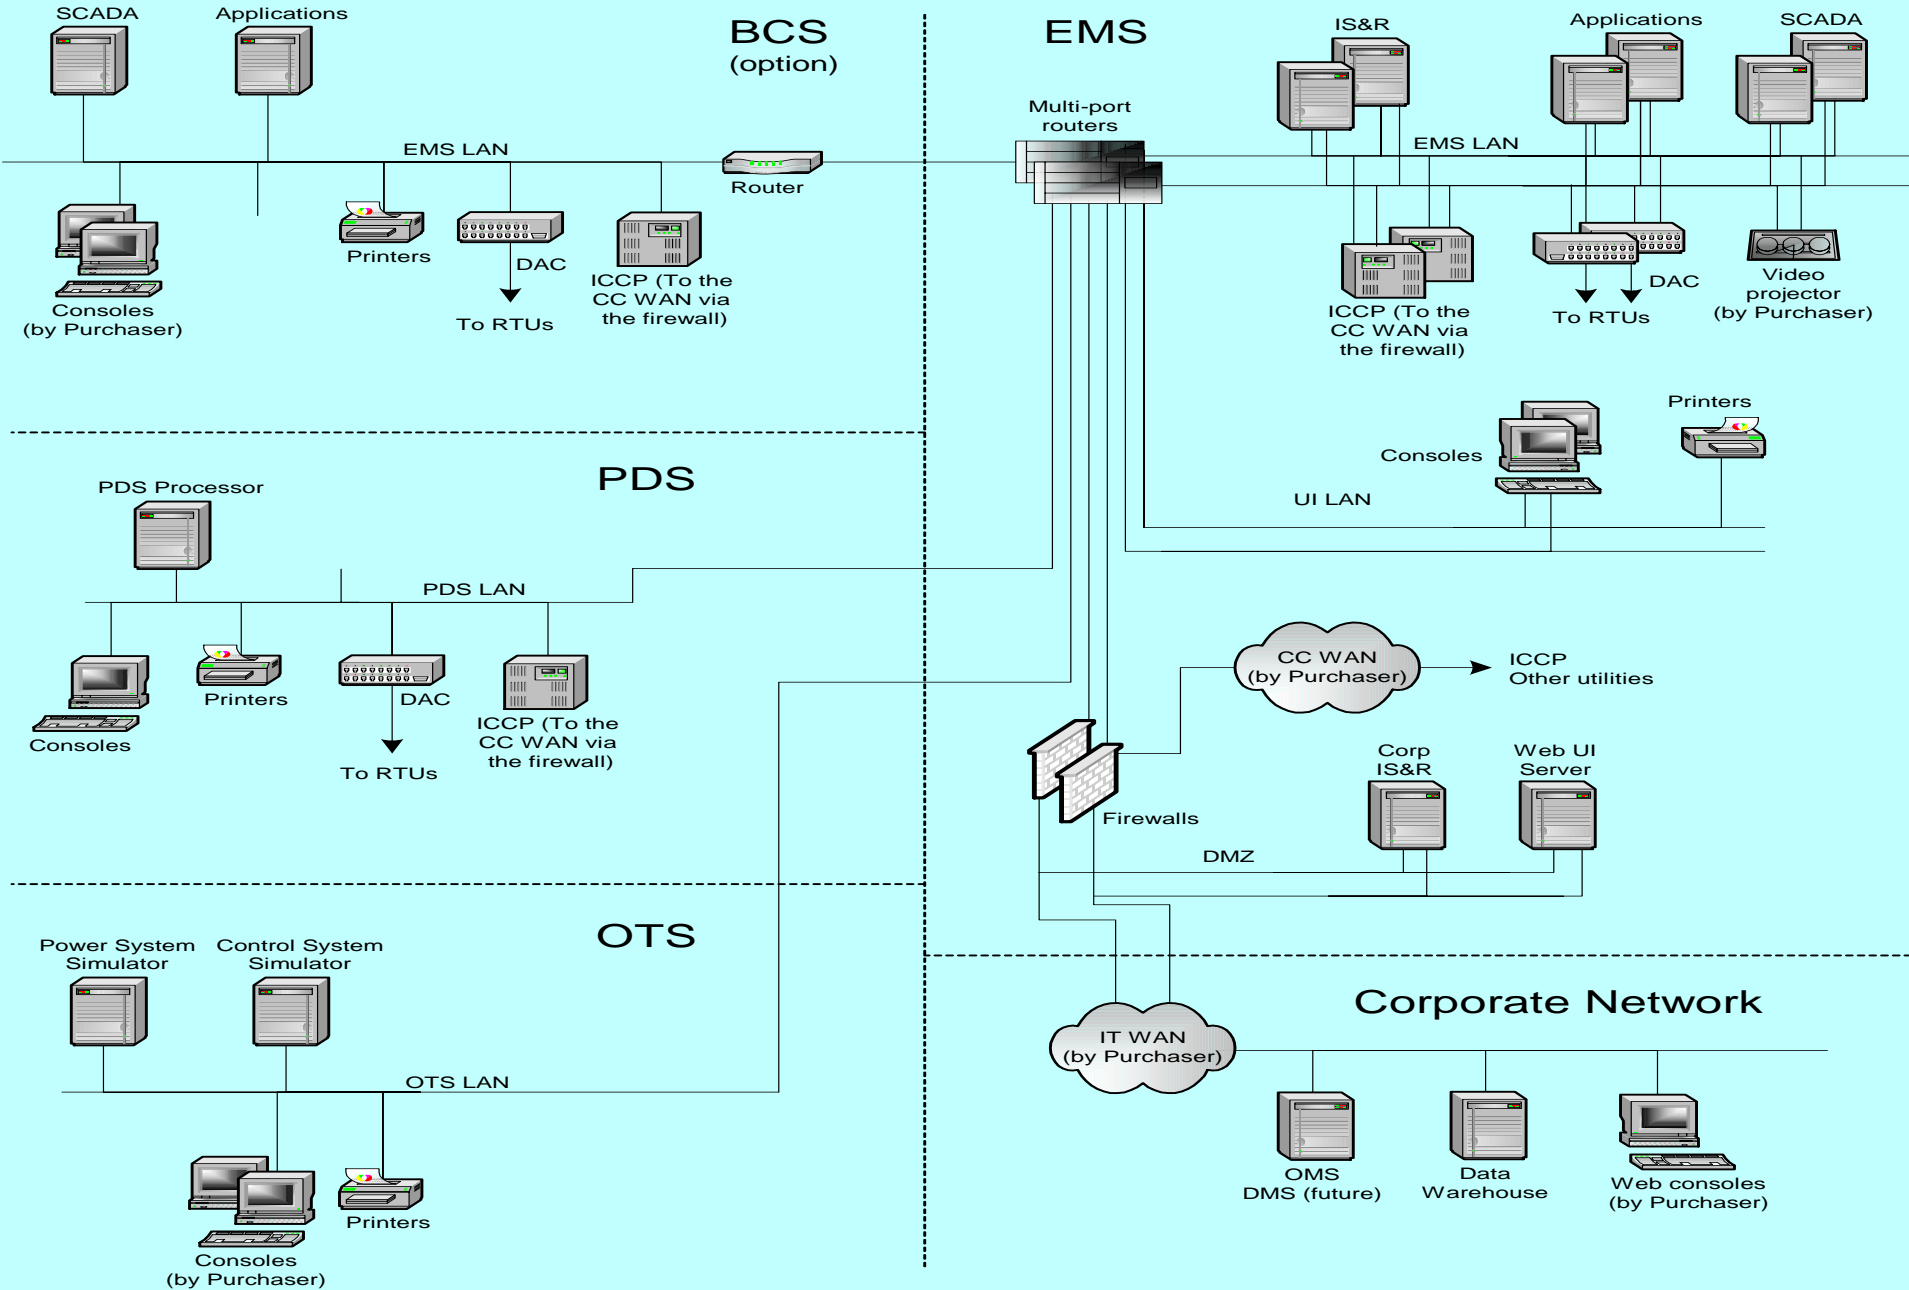 SCADA
Applications
BCS
(option)
EMS LAN
Router
Printers
DAC
ICCP (To the
CC WAN via
the firewall)
Consoles
(by Purchaser)
To RTUs
EMS
IS&R
Applications
SCADA
Multi-port
routers
EMS LAN
ICCP (To the
CC WAN via
the firewall)
DAC
To RTUs
Video
projector
(by Purchaser)
Printers
Consoles
UI LAN
PDS
PDS Processor
PDS LAN
Consoles
Printers
DAC
To RTUs
ICCP (To the
CC WAN via
the firewall)
CC WAN
(by Purchaser)
ICCP
Other utilities
Corp
IS&R
Web UI
Server
Firewalls
DMZ
OTS
Power System
Simulator
Control System
Simulator
OTS LAN
Printers
Consoles
(by Purchaser)
Corporate Network
IT WAN
(by Purchaser)
OMS
DMS (future)
Data
Warehouse
Web consoles
(by Purchaser)